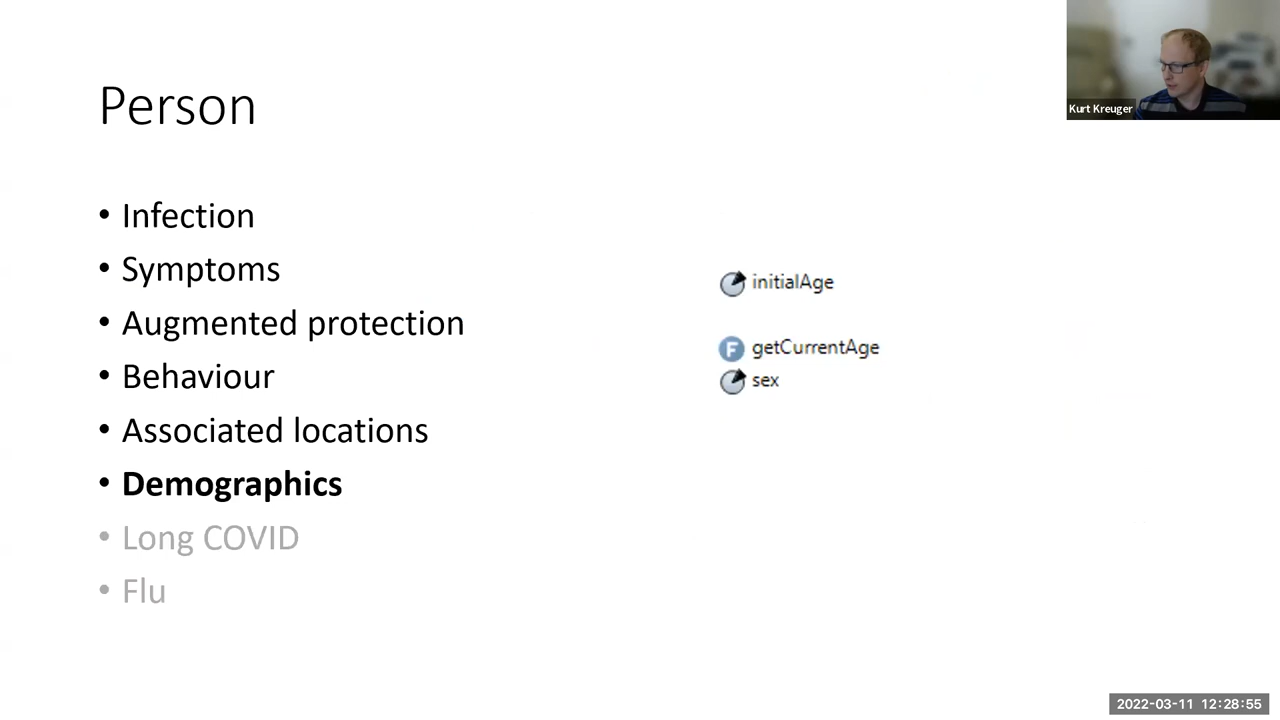 Person
Kurt Kreuger
• Infection
• Symptoms
• Augmented protection
• Behaviour
• Associated locations
• Demographics
• Long COVID
• Flu
initialAge
F getCurrentAge
sex
2022-03-11 12:28:55